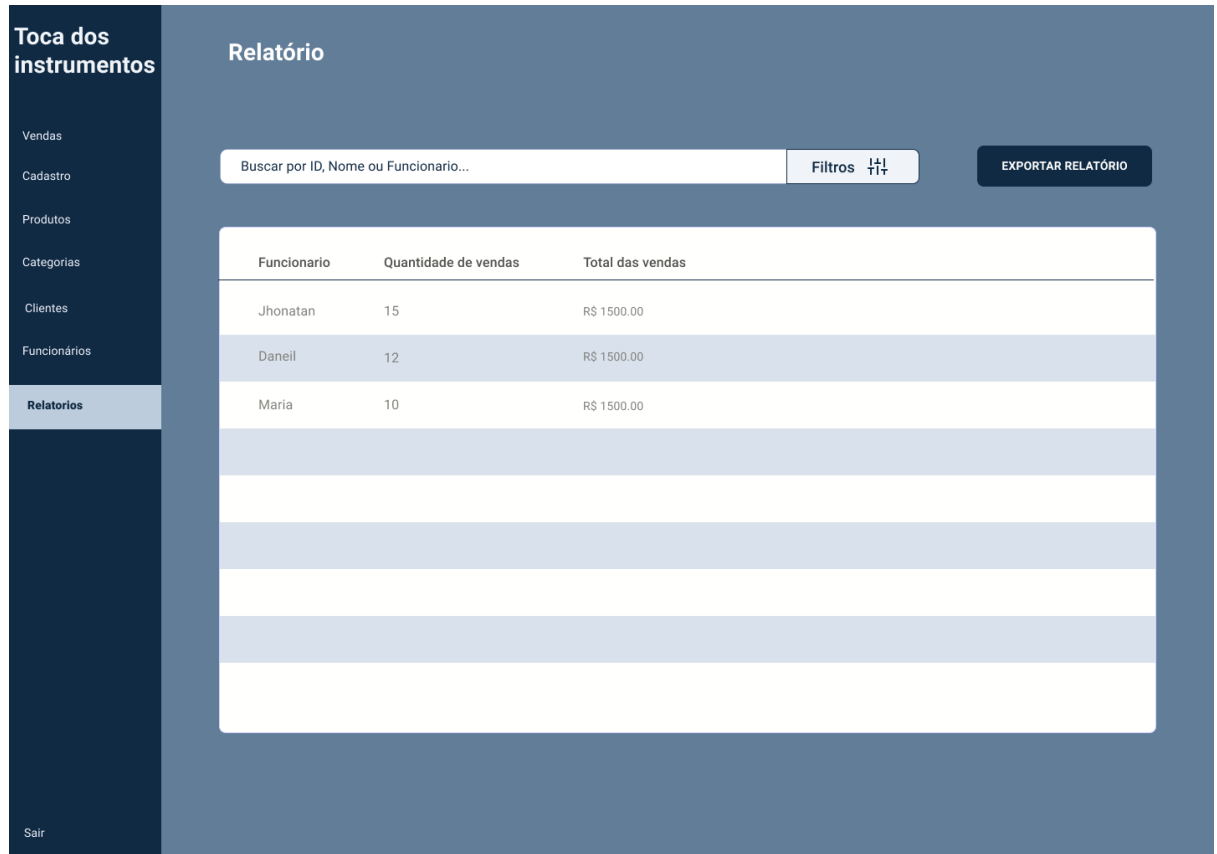 Toca dos
instrumentos
Vendas
Cadastro
Produtos
Categorias
Clientes
Funcionários
Relatorios
Sair
Relatório
Buscar por ID, Nome ou Funcionario...
Filtros
EXPORTAR RELATÓRIO
Funcionario Quantidade de vendas Total das vendas
Jhonatan 15 R$ 1500.00
Daneil 12 R$ 1500.00
Maria 10 R$ 1500.00